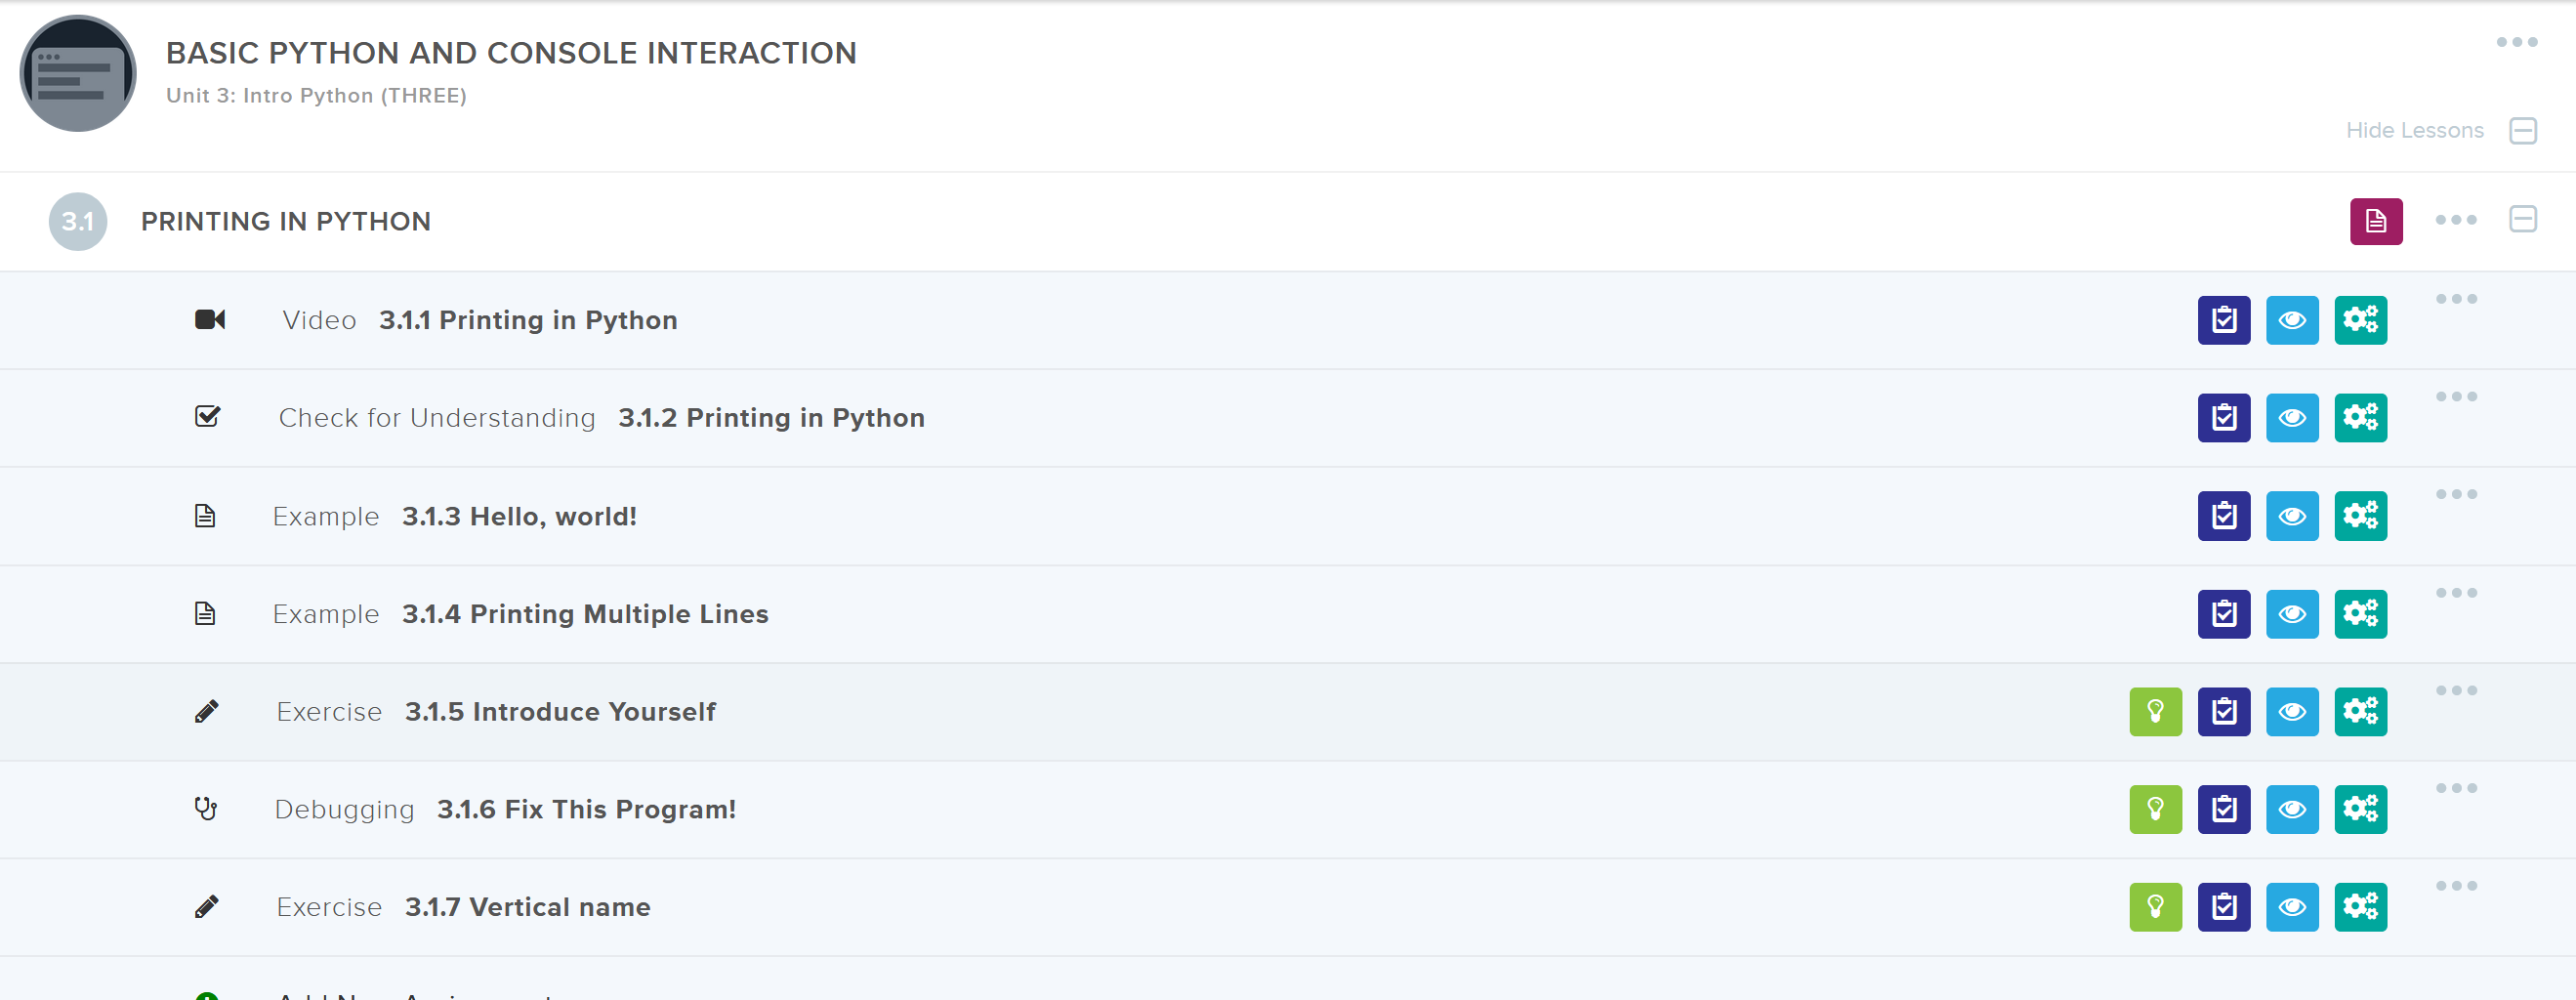 BASIC PYTHON AND CONSOLE INTERACTION
Unit 3: Intro Python (THREE)
Hide Lessons
3.1 PRINTING IN PYTHON
Video 3.1.1 Printing in Python
Check for Understanding 3.1.2 Printing in Python
Example 3.1.3 Hello, world!
Example 3.1.4 Printing Multiple Lines
Exercise 3.1.5 Introduce Yourself
Debugging 3.1.6 Fix This Program!
Exercise 3.1.7 Vertical name
Add New Assignment